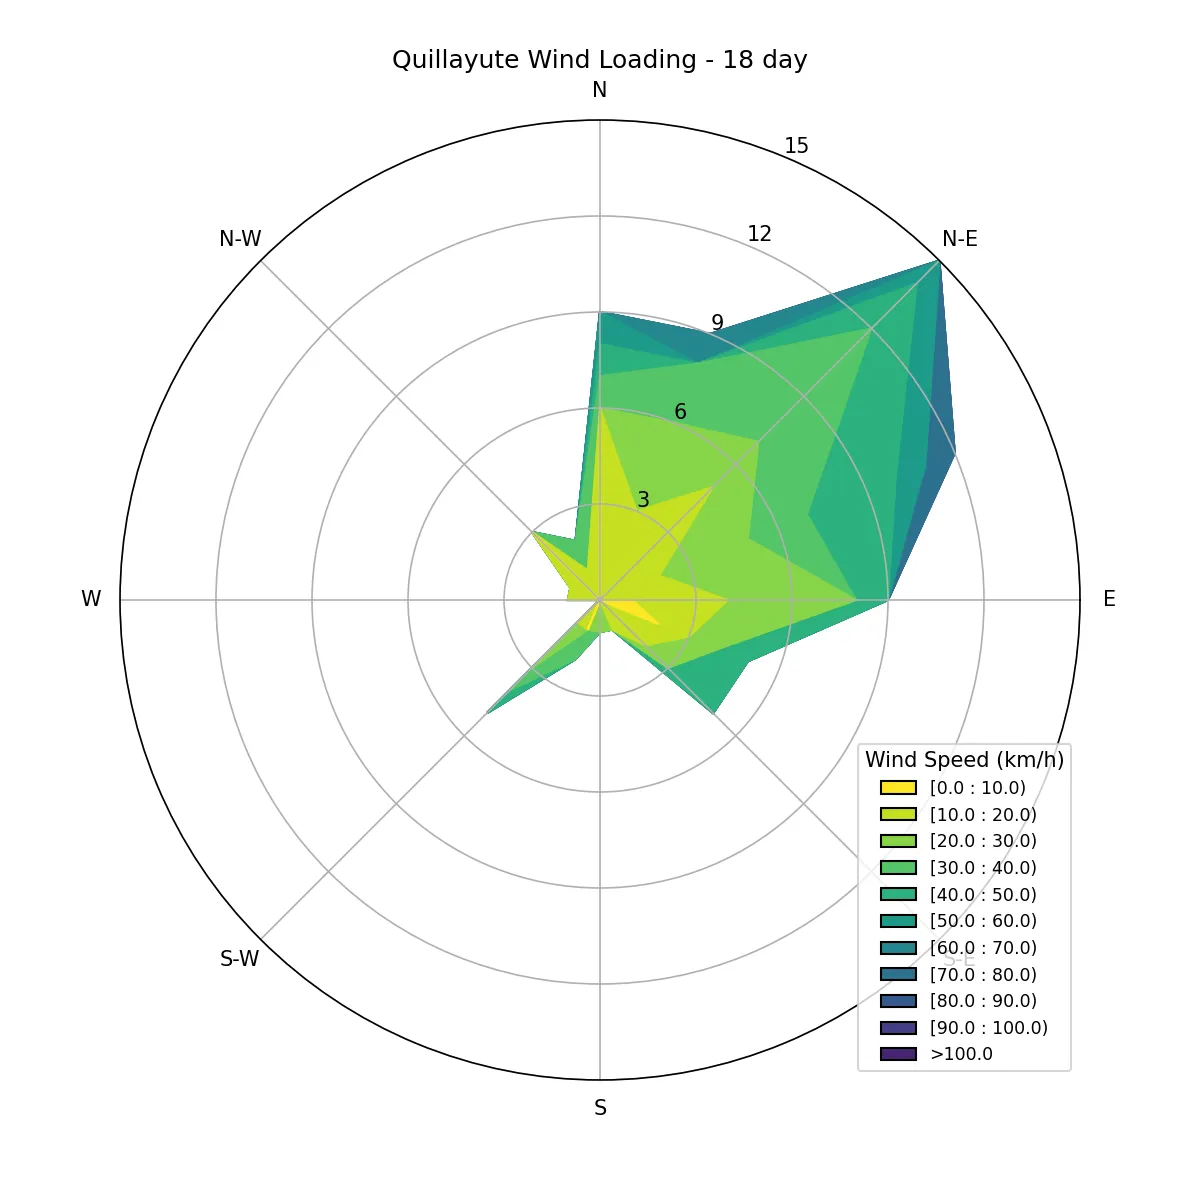 Quillayute Wind Loading - 18 day
N
15
12
N-W
N-E
9
6
3
W
E
Wind Speed (km/h)
[0.0 : 10.0)
[10.0 : 20.0)
[20.0 : 30.0)
[30.0 : 40.0)
[40.0 : 50.0)
[50.0 : 60.0)
[60.0 : 70.0)
S-W
S-E
[70.0 : 80.0)
[80.0 : 90.0)
[90.0 : 100.0)
>100.0
S